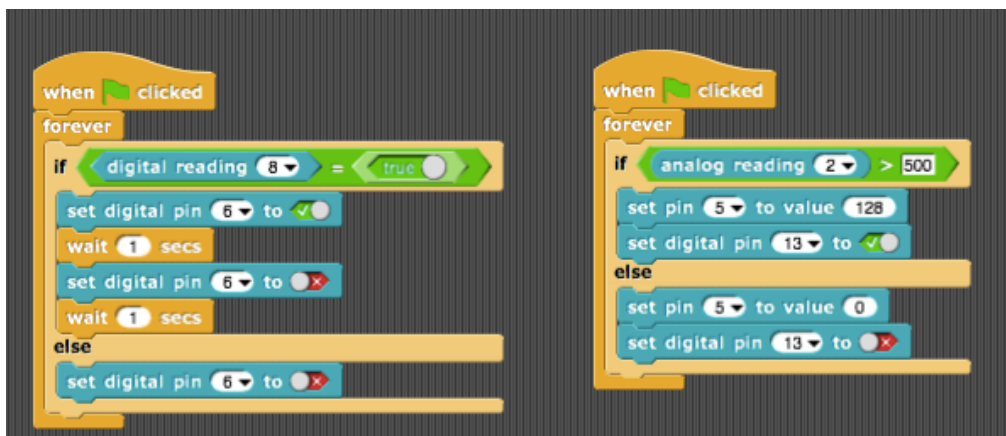 when clicked
forever
if digital reading 8 = true
set digital pin 6 to
wait 1 secs
set digital pin 6 to
wait 1 secs
else
set digital pin 6 to
when clicked
forever
if analog reading 2 > 500
set pin 5 to value 128
set digital pin 13 to
else
set pin 5 to value 0
set digital pin 13 to